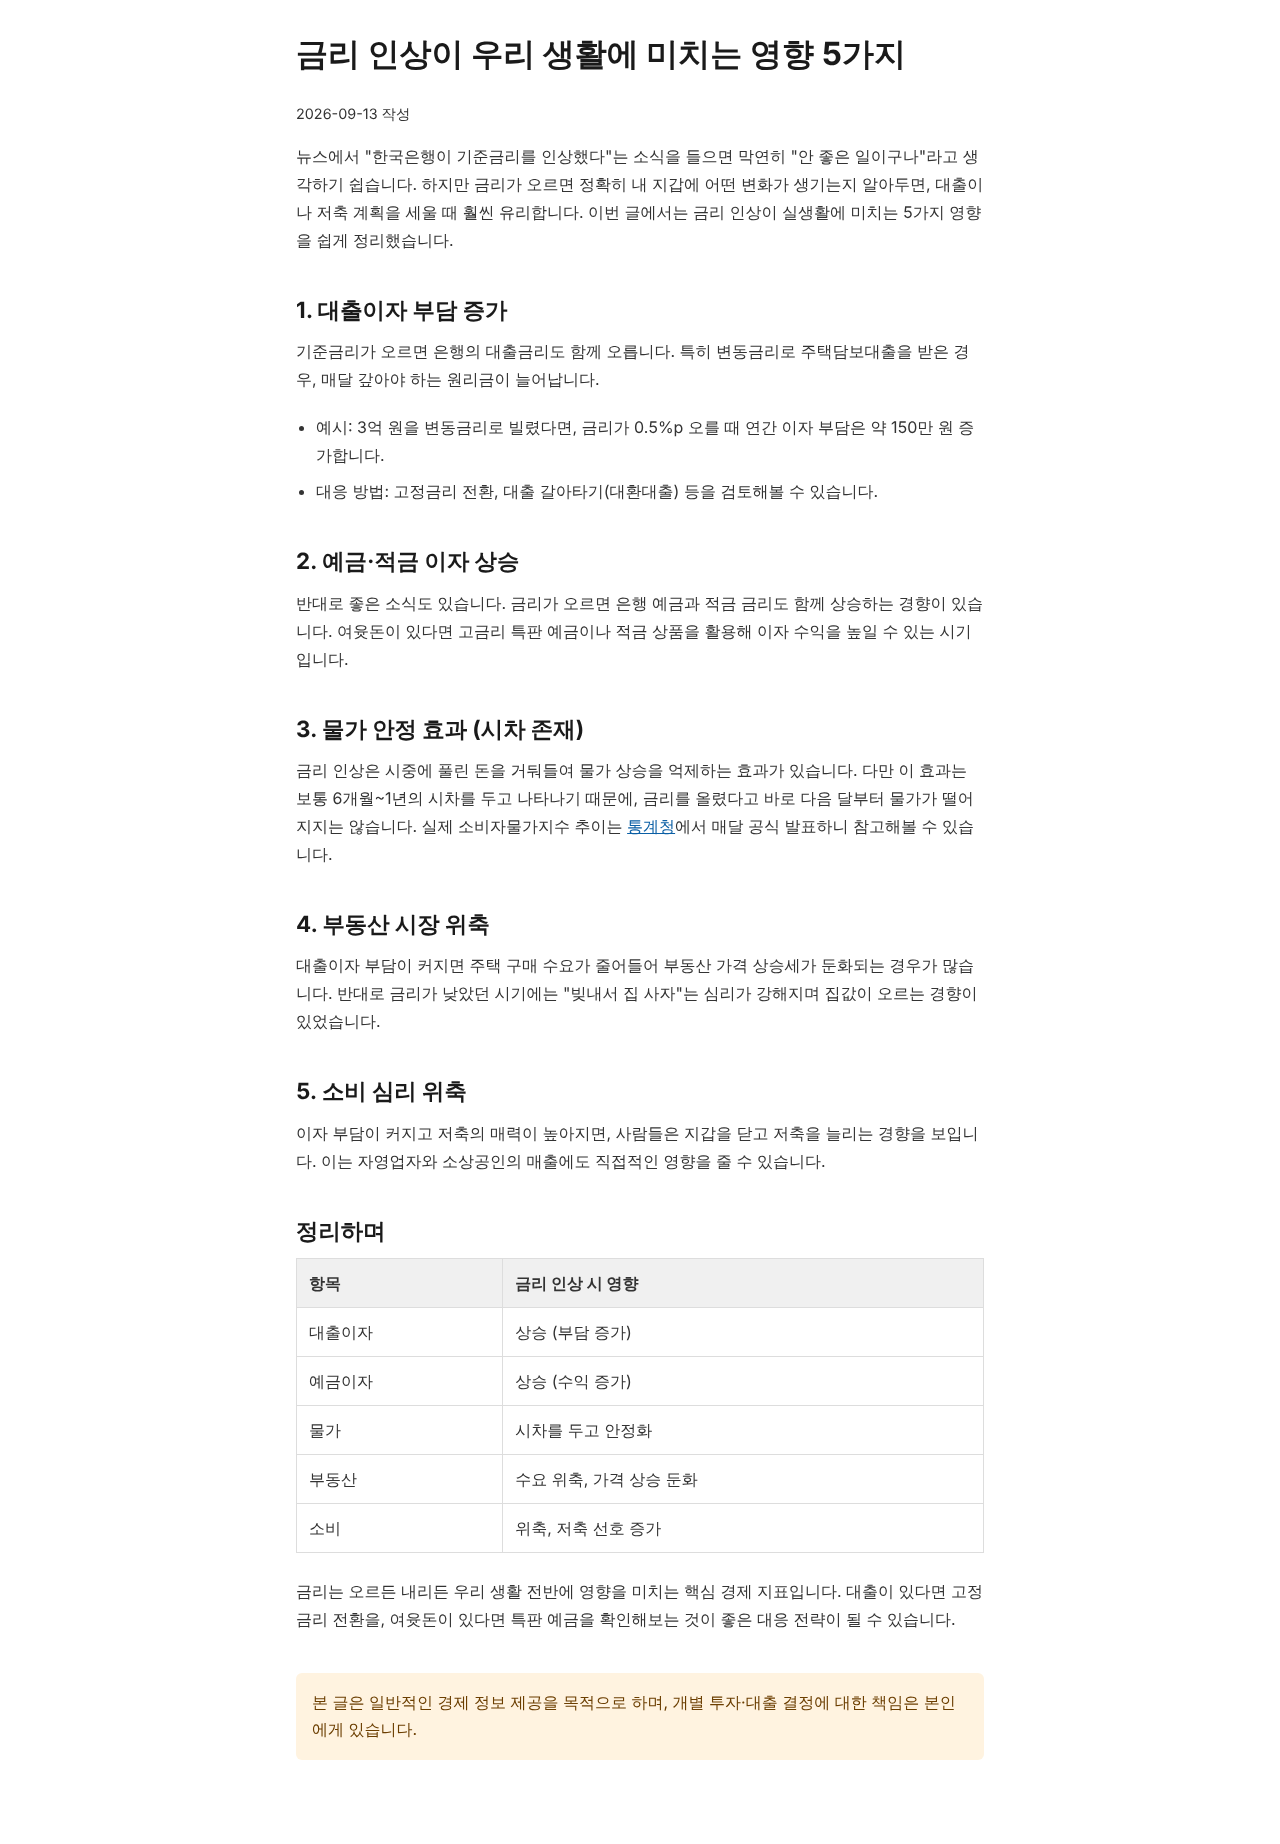 금리 인상이 우리 생활에 미치는 영향 5가지
2026-09-13 작성
뉴스에서 "한국은행이 기준금리를 인상했다"는 소식을 들으면 막연히 "안 좋은 일이구나"라고 생
각하기 쉽습니다. 하지만 금리가 오르면 정확히 내 지갑에 어떤 변화가 생기는지 알아두면, 대출이
나 저축 계획을 세울 때 훨씬 유리합니다. 이번 글에서는 금리 인상이 실생활에 미치는 5가지 영향
을 쉽게 정리했습니다.
1. 대출이자 부담 증가
기준금리가 오르면 은행의 대출금리도 함께 오릅니다. 특히 변동금리로 주택담보대출을 받은 경
우, 매달 갚아야 하는 원리금이 늘어납니다.
• 예시: 3억 원을 변동금리로 빌렸다면, 금리가 0.5%p 오를 때 연간 이자 부담은 약 150만 원 증
가합니다.
• 대응 방법: 고정금리 전환, 대출 갈아타기(대환대출) 등을 검토해볼 수 있습니다.
2. 예금·적금 이자 상승
반대로 좋은 소식도 있습니다. 금리가 오르면 은행 예금과 적금 금리도 함께 상승하는 경향이 있습
니다. 여윳돈이 있다면 고금리 특판 예금이나 적금 상품을 활용해 이자 수익을 높일 수 있는 시기
입니다.
3. 물가 안정 효과 (시차 존재)
금리 인상은 시중에 풀린 돈을 거둬들여 물가 상승을 억제하는 효과가 있습니다. 다만 이 효과는
보통 6개월~1년의 시차를 두고 나타나기 때문에, 금리를 올렸다고 바로 다음 달부터 물가가 떨어
지지는 않습니다. 실제 소비자물가지수 추이는 통계청에서 매달 공식 발표하니 참고해볼 수 있습
니다.
4. 부동산 시장 위축
대출이자 부담이 커지면 주택 구매 수요가 줄어들어 부동산 가격 상승세가 둔화되는 경우가 많습
니다. 반대로 금리가 낮았던 시기에는 "빚내서 집 사자"는 심리가 강해지며 집값이 오르는 경향이
있었습니다.
5. 소비 심리 위축
이자 부담이 커지고 저축의 매력이 높아지면, 사람들은 지갑을 닫고 저축을 늘리는 경향을 보입니
다. 이는 자영업자와 소상공인의 매출에도 직접적인 영향을 줄 수 있습니다.
정리하며
항목 금리 인상 시 영향
대출이자 상승 (부담 증가)
예금이자 상승 (수익 증가)
물가 시차를 두고 안정화
부동산 수요 위축, 가격 상승 둔화
소비 위축, 저축 선호 증가
금리는 오르든 내리든 우리 생활 전반에 영향을 미치는 핵심 경제 지표입니다. 대출이 있다면 고정
금리 전환을, 여윳돈이 있다면 특판 예금을 확인해보는 것이 좋은 대응 전략이 될 수 있습니다.
본 글은 일반적인 경제 정보 제공을 목적으로 하며, 개별 투자·대출 결정에 대한 책임은 본인
에게 있습니다.